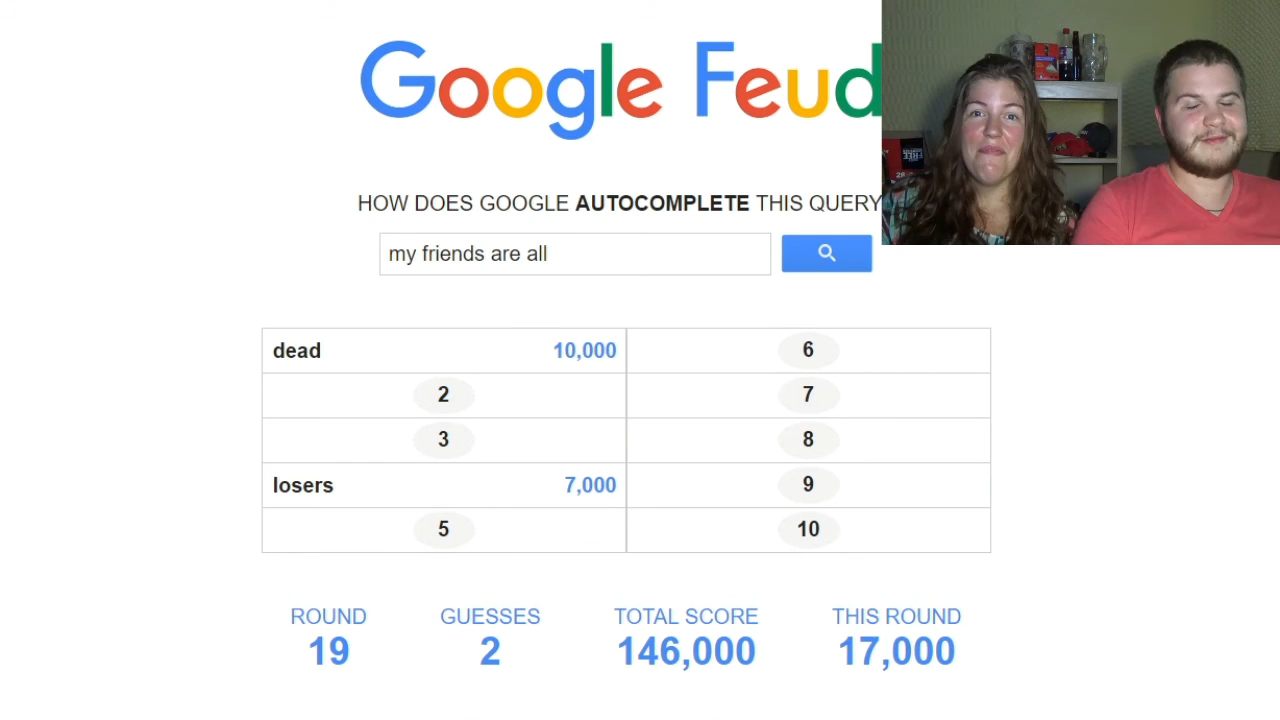 Google Feud
HOW DOES GOOGLE AUTOCOMPLETE THIS QUERY
my friends are all
dead 10,000 6
2 7
3 8
losers 7,000 9
5 10
ROUND GUESSES TOTAL SCORE THIS ROUND
19 2 146,000 17,000